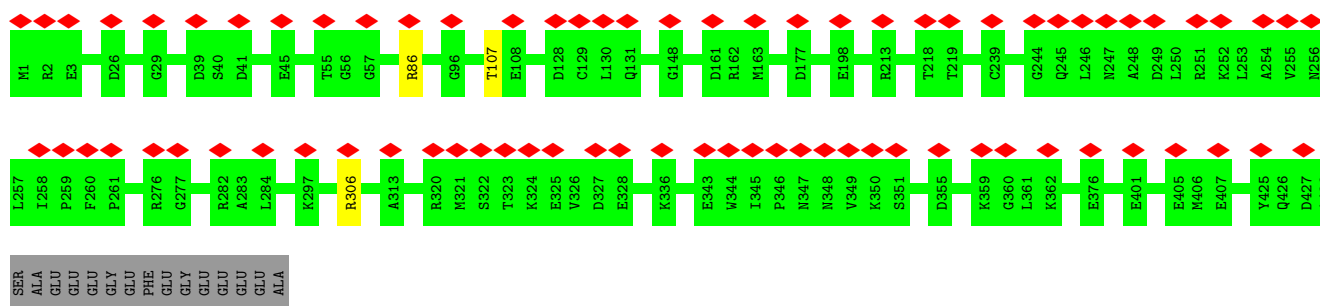 M1 R2 E3 D26 G29 D39 S40 D41 E45 T55 G56 G57 R86 G96 T107 E108 D128 C129 L130 Q131 G148 D161 R162 M163 D177 E198 R213 T218 T219 C239 G244 Q245 L246 N247 A248 D249 L250 R251 K252 L253 A254 V255 N256
L257 I258 P259 F260 P261 R276 G277 R282 A283 L284 K297 R306 A313 R320 M321 S322 T323 K324 E325 V326 D327 E328 K336 E343 W344 I345 P346 N347 N348 V349 K350 S351 D355 K359 G360 L361 K362 E376 E401 E405 M406 E407 Y425 Q426 D427
SER ALA GLU GLU GLU GLY GLU PHE GLU GLY GLU GLU GLU GLU ALA